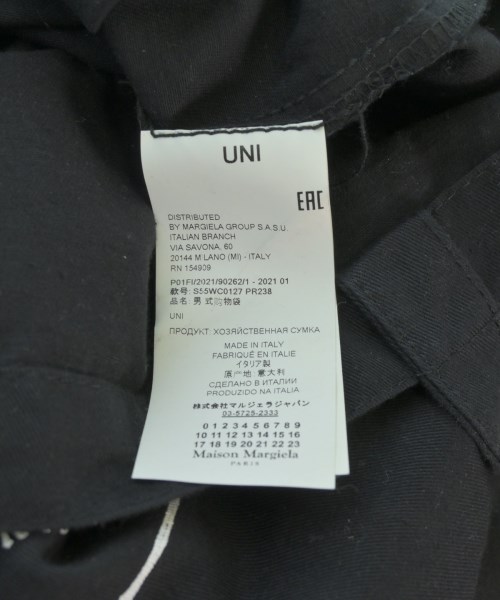 UNI
EAC
DISTRIBUTED
BY MARGIELA GROUP S.A.S.U.
ITALIAN BRANCH
VIA SAVONA, 60
20144 MILANO (MI) - ITALY
RN 154909
P01FI/2021/90262/1 - 2021 01
款号: S55WC0127 PR238
品名: 男式购物袋
UNI
ПРОДУКТ: ХОЗЯЙСТВЕННАЯ СУМКА
MADE IN ITALY
FABRIQUÉ EN ITALIE
イタリア製
原产地 意大利
СДЕЛАНО В ИТАЛИИ
PRODUZIDO NA ITALIA
株式会社マルジェラジャパン
03-5725-2333
0 1 2 3 4 5 6 7 8 9
10 11 12 13 14 15 16
17 18 19 20 21 22 23
Maison Margiela
PARIS